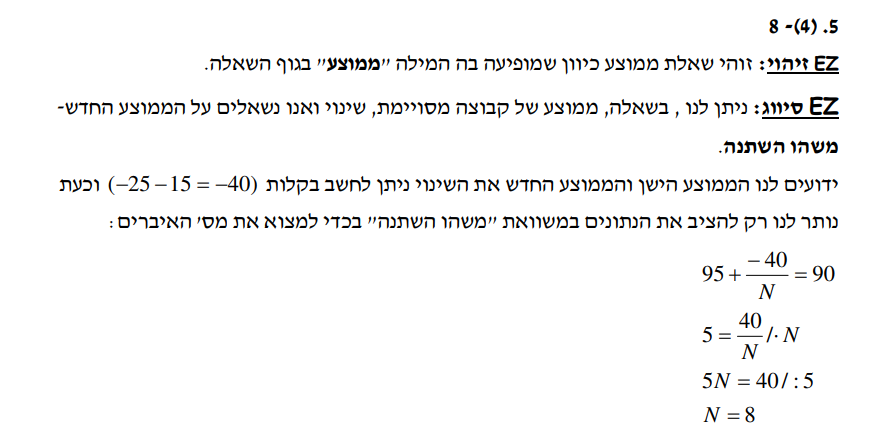 5. (4)- 8
EZ זיהוי: זוהי שאלת ממוצע כיוון שמופיעה בה המילה "ממוצע" בגוף השאלה.
EZ סיווג: ניתן לנו , בשאלה, ממוצע של קבוצה מסויימת, שינוי ואנו נשאלים על הממוצע החדש-
משהו השתנה.
ידועים לנו הממוצע הישן והממוצע החדש את השינוי ניתן לחשב בקלות (−25 − 15 = −40) וכעת
נותר לנו רק להציב את הנתונים במשוואת "משהו השתנה" בכדי למצוא את מס' האיברים:
95 + −40/N = 90
5 = 40/N /· N
5N = 40 / : 5
N = 8